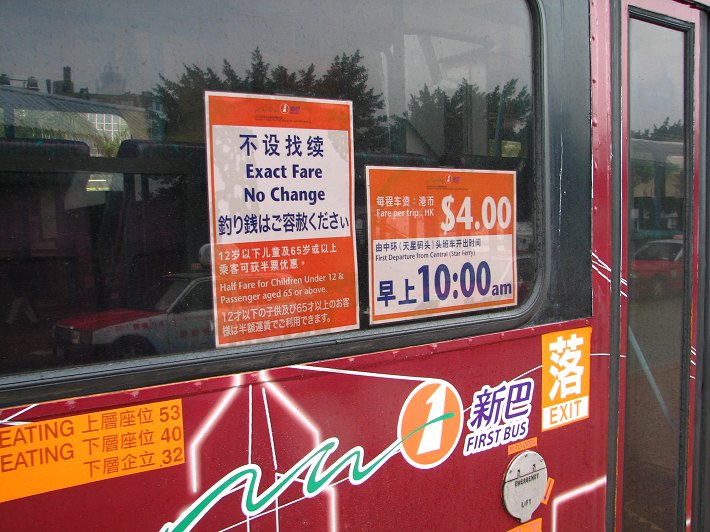 不设找续
Exact Fare
No Change
釣り銭はご容赦ください
12岁以下儿童及65岁或以上
乘客可获半票优惠。
Half Fare for Children Under 12 &
Passenger aged 65 or above.
12才以下の子供及び65才以上のお客
様は半額運賃でご利用できます。
1
每程车资：港币
Fare per trip : HK
$4.00
由中环（天星码头）头班车开出时间
First Departure from Central (Star Ferry)
早上10:00am
EATING 上層座位 53
EATING 下層座位 40
下層企立 32
1
新巴
FIRST BUS
落
EXIT
EMERGENCY
LIFT